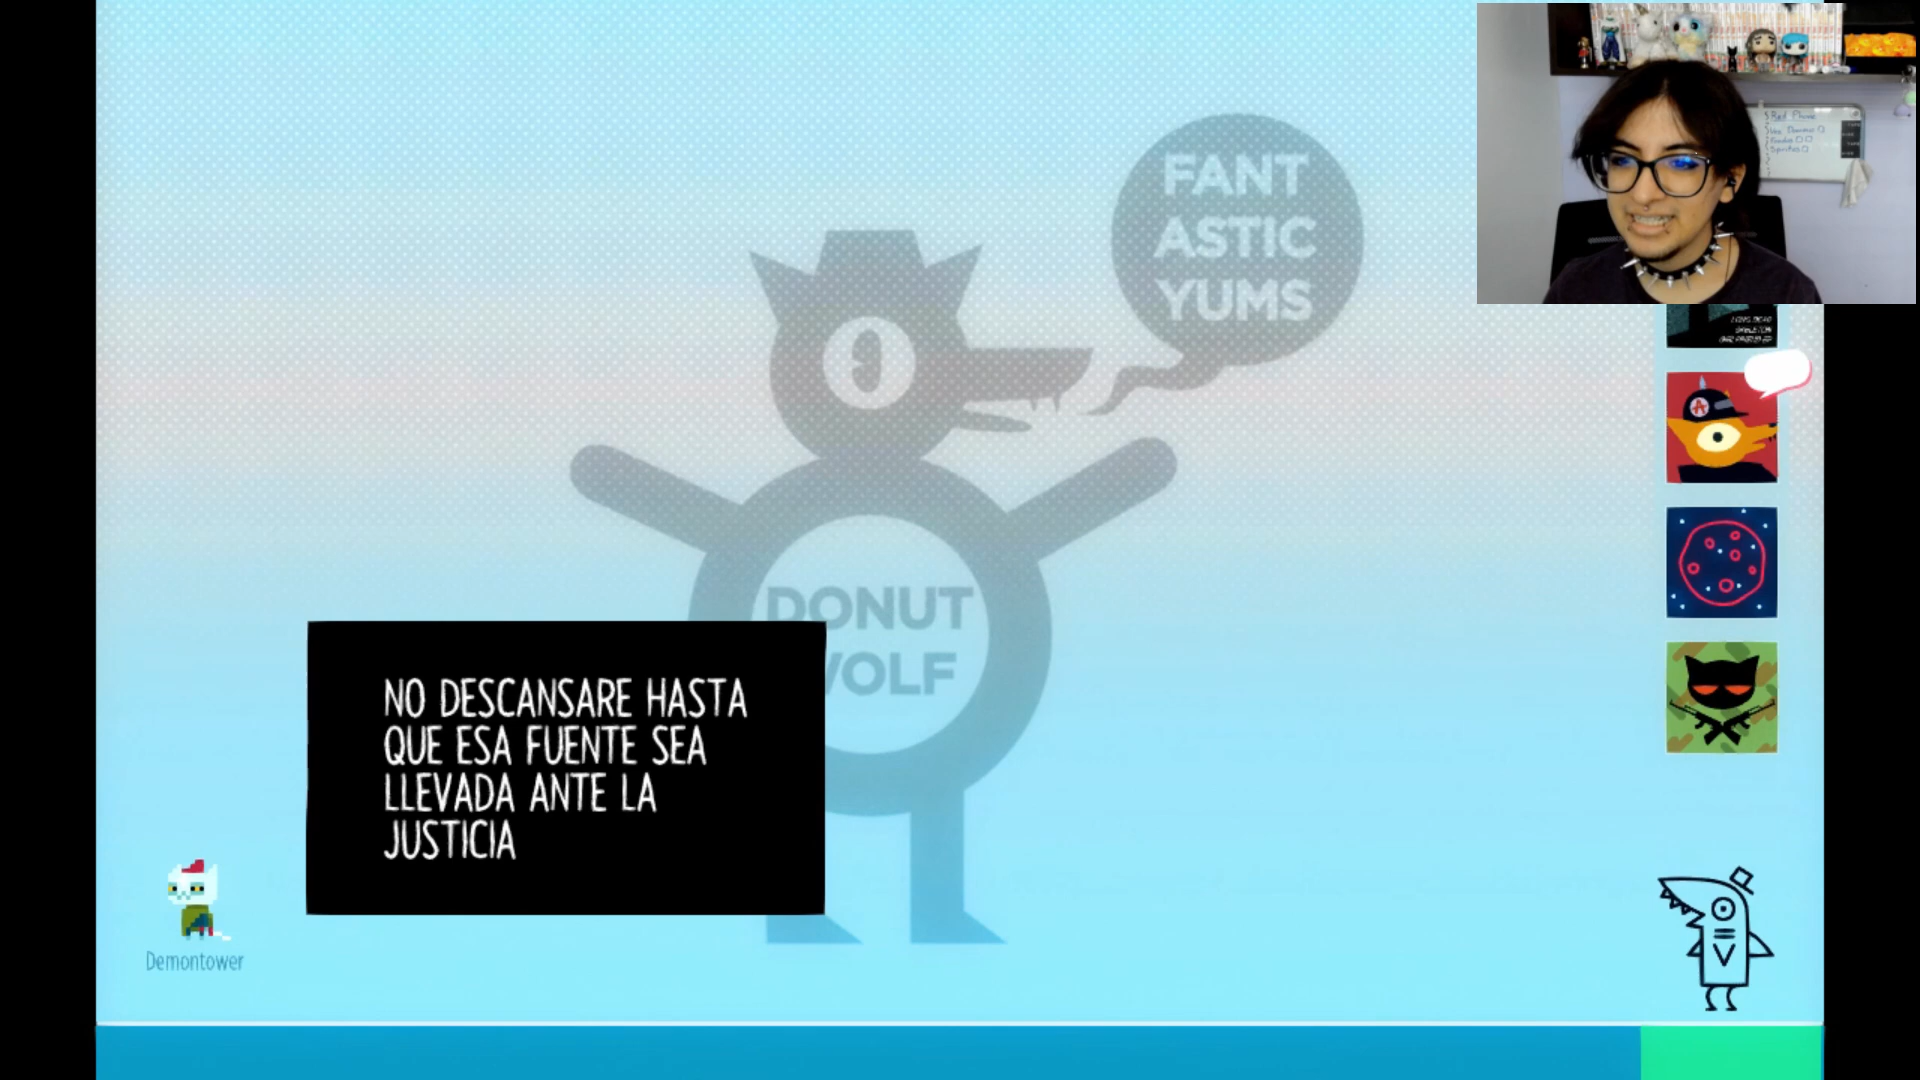 FANT
ASTIC
YUMS
DONUT
WOLF
NO DESCANSARE HASTA
QUE ESA FUENTE SEA
LLEVADA ANTE LA
JUSTICIA
Demontower